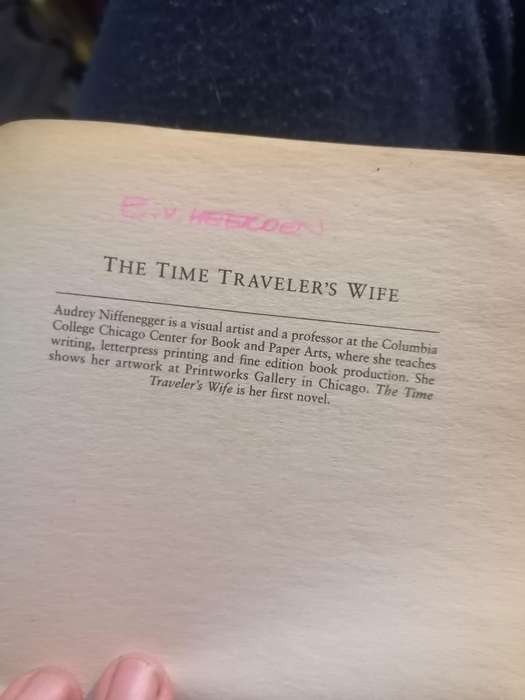 THE TIME TRAVELER'S WIFE
Audrey Niffenegger is a visual artist and a professor at the Columbia
College Chicago Center for Book and Paper Arts, where she teaches
writing, letterpress printing and fine edition book production. She
shows her artwork at Printworks Gallery in Chicago. The Time
Traveler's Wife is her first novel.